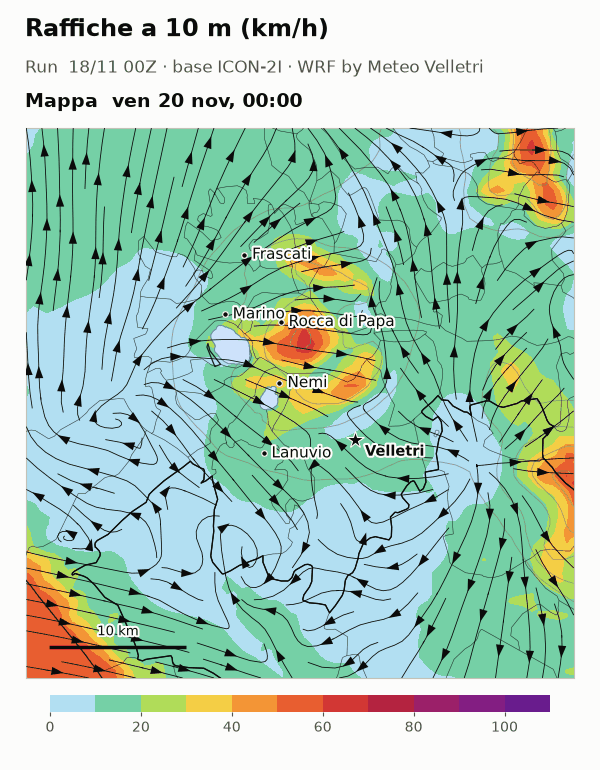 Raffiche a 10 m (km/h)
Run  18/11 00Z · base ICON-2I · WRF by Meteo Velletri
Mappa  ven 20 nov, 00:00
Frascati
Marino
Rocca di Papa
Nemi
Velletri
Lanuvio
10 km
0 20 40 60 80 100